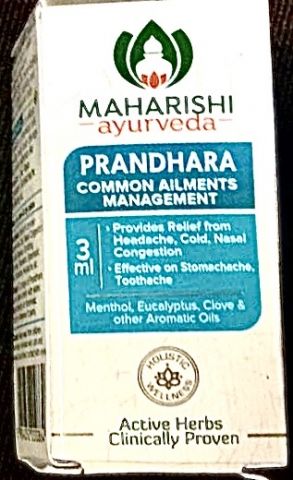 MAHARISHI
ayurveda
PRANDHARA
COMMON AILMENTS
MANAGEMENT
3
ml
• Provides Relief from
Headache, Cold, Nasal
Congestion
• Effective on Stomachache,
Toothache
Menthol, Eucalyptus, Clove &
other Aromatic Oils
HOLISTIC
WELLNESS
Active Herbs
Clinically Proven